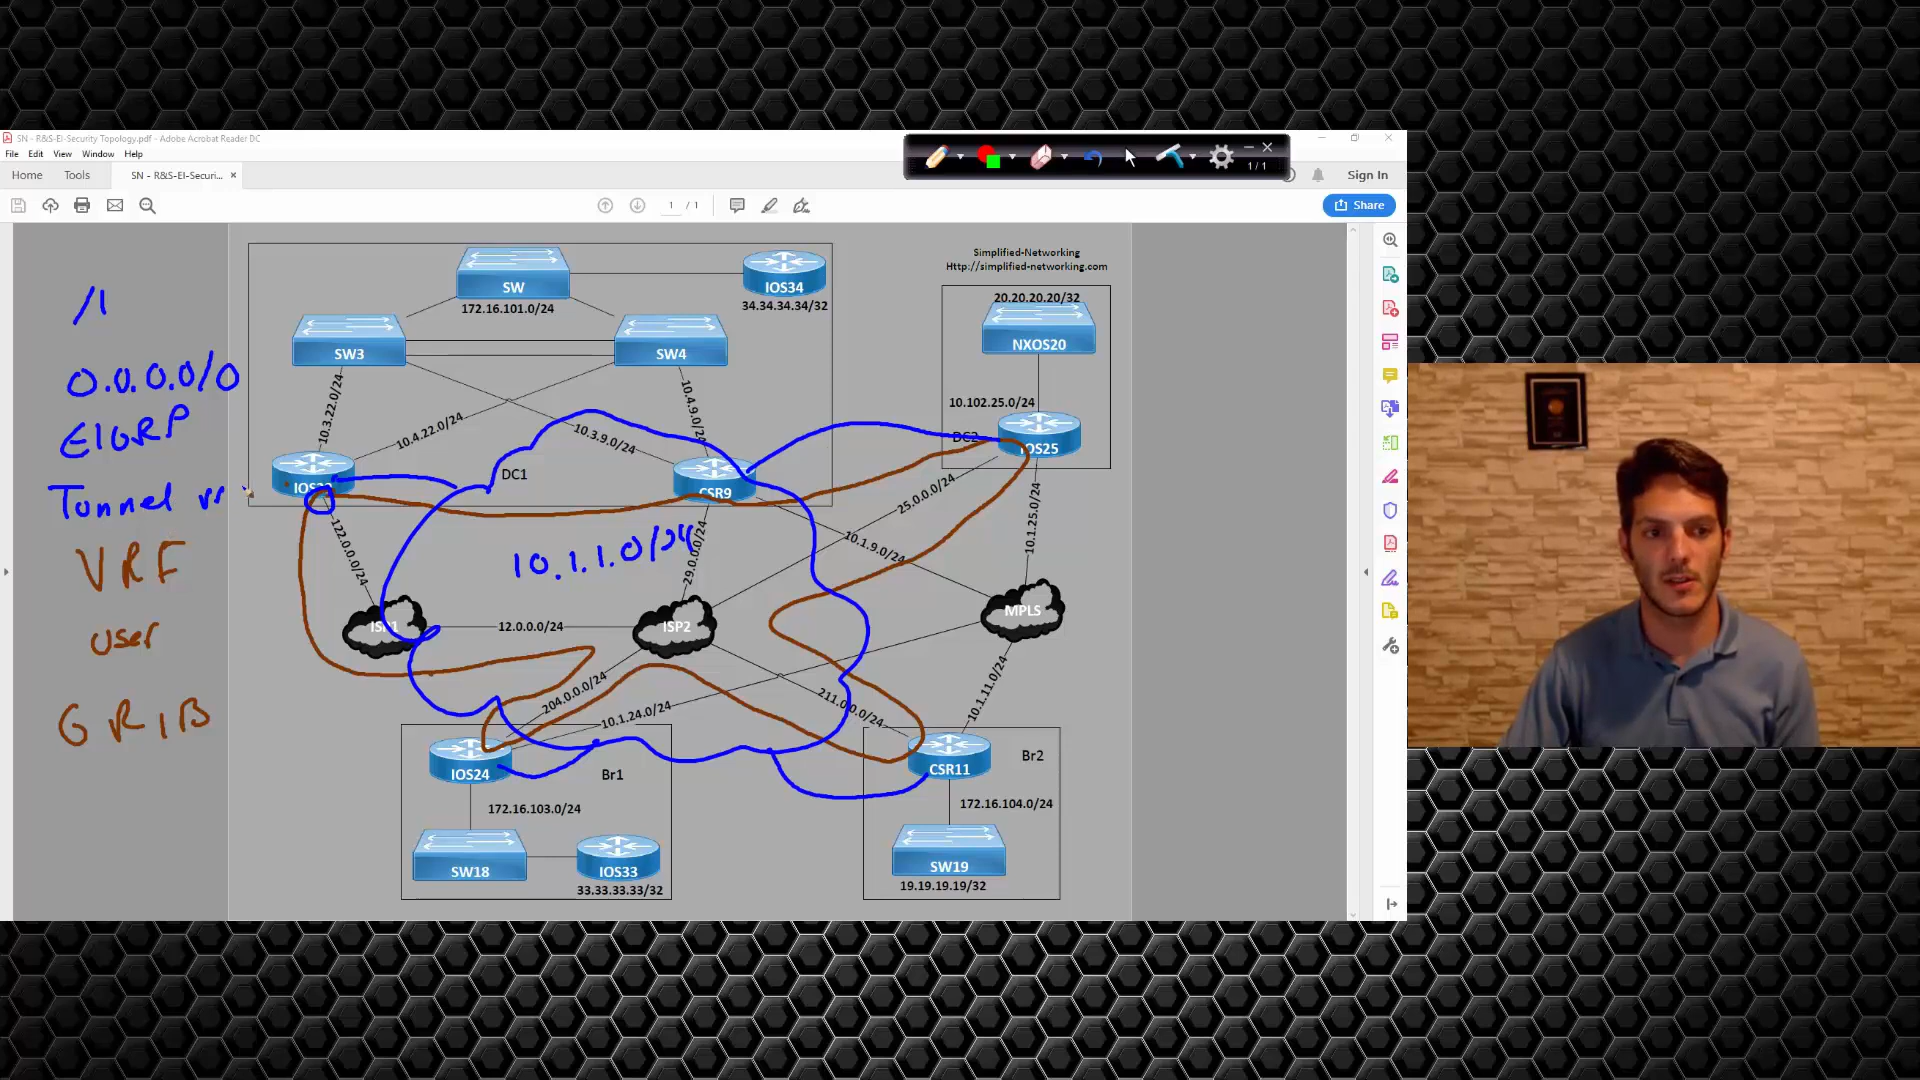 SN - R&S-EI-Security Topology.pdf - Adobe Acrobat Reader DC
File Edit View Window Help
1/1
Home Tools SN - R&S-EI-Securi... × Sign In
1 / 1 Share
Simplified-Networking
Http://simplified-networking.com
SW
IOS34
172.16.101.0/24
34.34.34.34/32
20.20.20.20/32
NXOS20
/1
SW3
SW4
0.0.0.0/0
10.3.22.0/24
10.4.22.0/24
10.3.9.0/24
10.4.9.0/24
10.102.25.0/24
EIGRP
DC2
IOS25
DC1
CSR9
Tunnel
122.0.0.0/24
29.0.0.0/24
25.0.0.0/24
10.1.9.0/24
10.1.25.0/24
10.1.1.0/24
VRF
ISP1
12.0.0.0/24
ISP2
MPLS
user
204.0.0.0/24
10.1.24.0/24
211.0.0.0/24
10.1.11.0/24
GRIB
IOS24
Br1
CSR11
Br2
172.16.103.0/24
172.16.104.0/24
SW18
IOS33
SW19
33.33.33.33/32
19.19.19.19/32